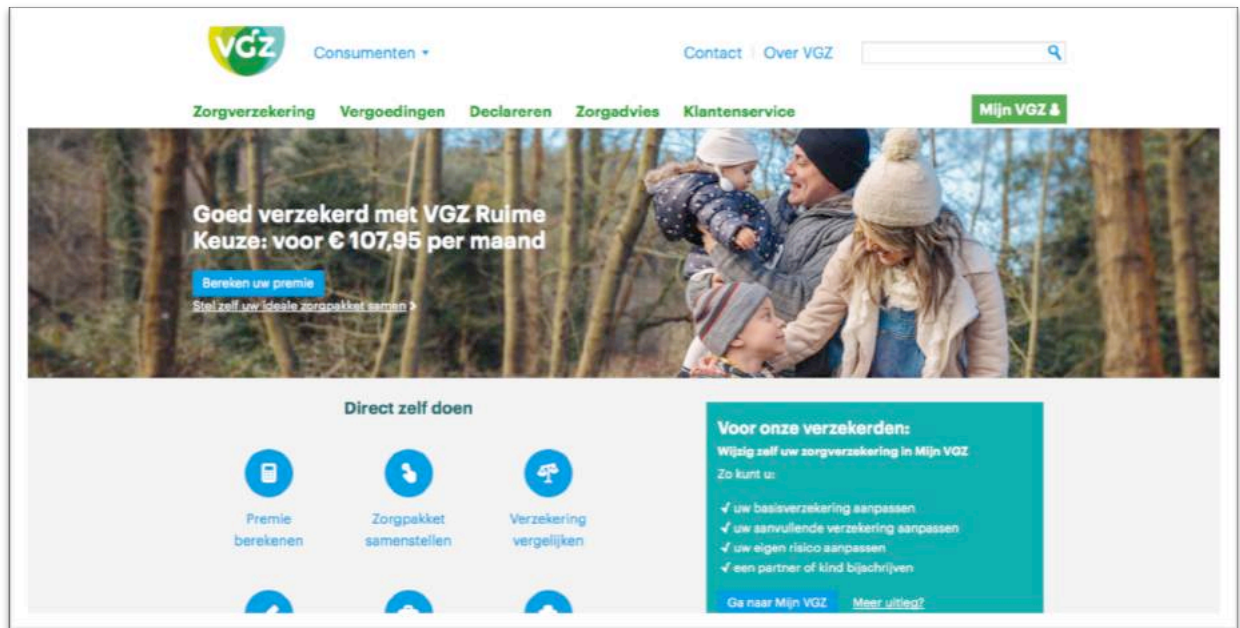 VGZ
Consumenten
Contact
Over VGZ
Zorgverzekering
Vergoedingen
Declareren
Zorgadvies
Klantenservice
Mijn VGZ
Goed verzekerd met VGZ Ruime
Keuze: voor € 107,95 per maand
Bereken uw premie
Stel zelf uw ideale zorgpakket samen >
Direct zelf doen
Premie
berekenen
Zorgpakket
samenstellen
Verzekering
vergelijken
Voor onze verzekerden:
Wijzig zelf uw zorgverzekering in Mijn VGZ
Zo kunt u:
√ uw basisverzekering aanpassen
√ uw aanvullende verzekering aanpassen
√ uw eigen risico aanpassen
√ een partner of kind bijschrijven
Ga naar Mijn VGZ
Meer uitleg?